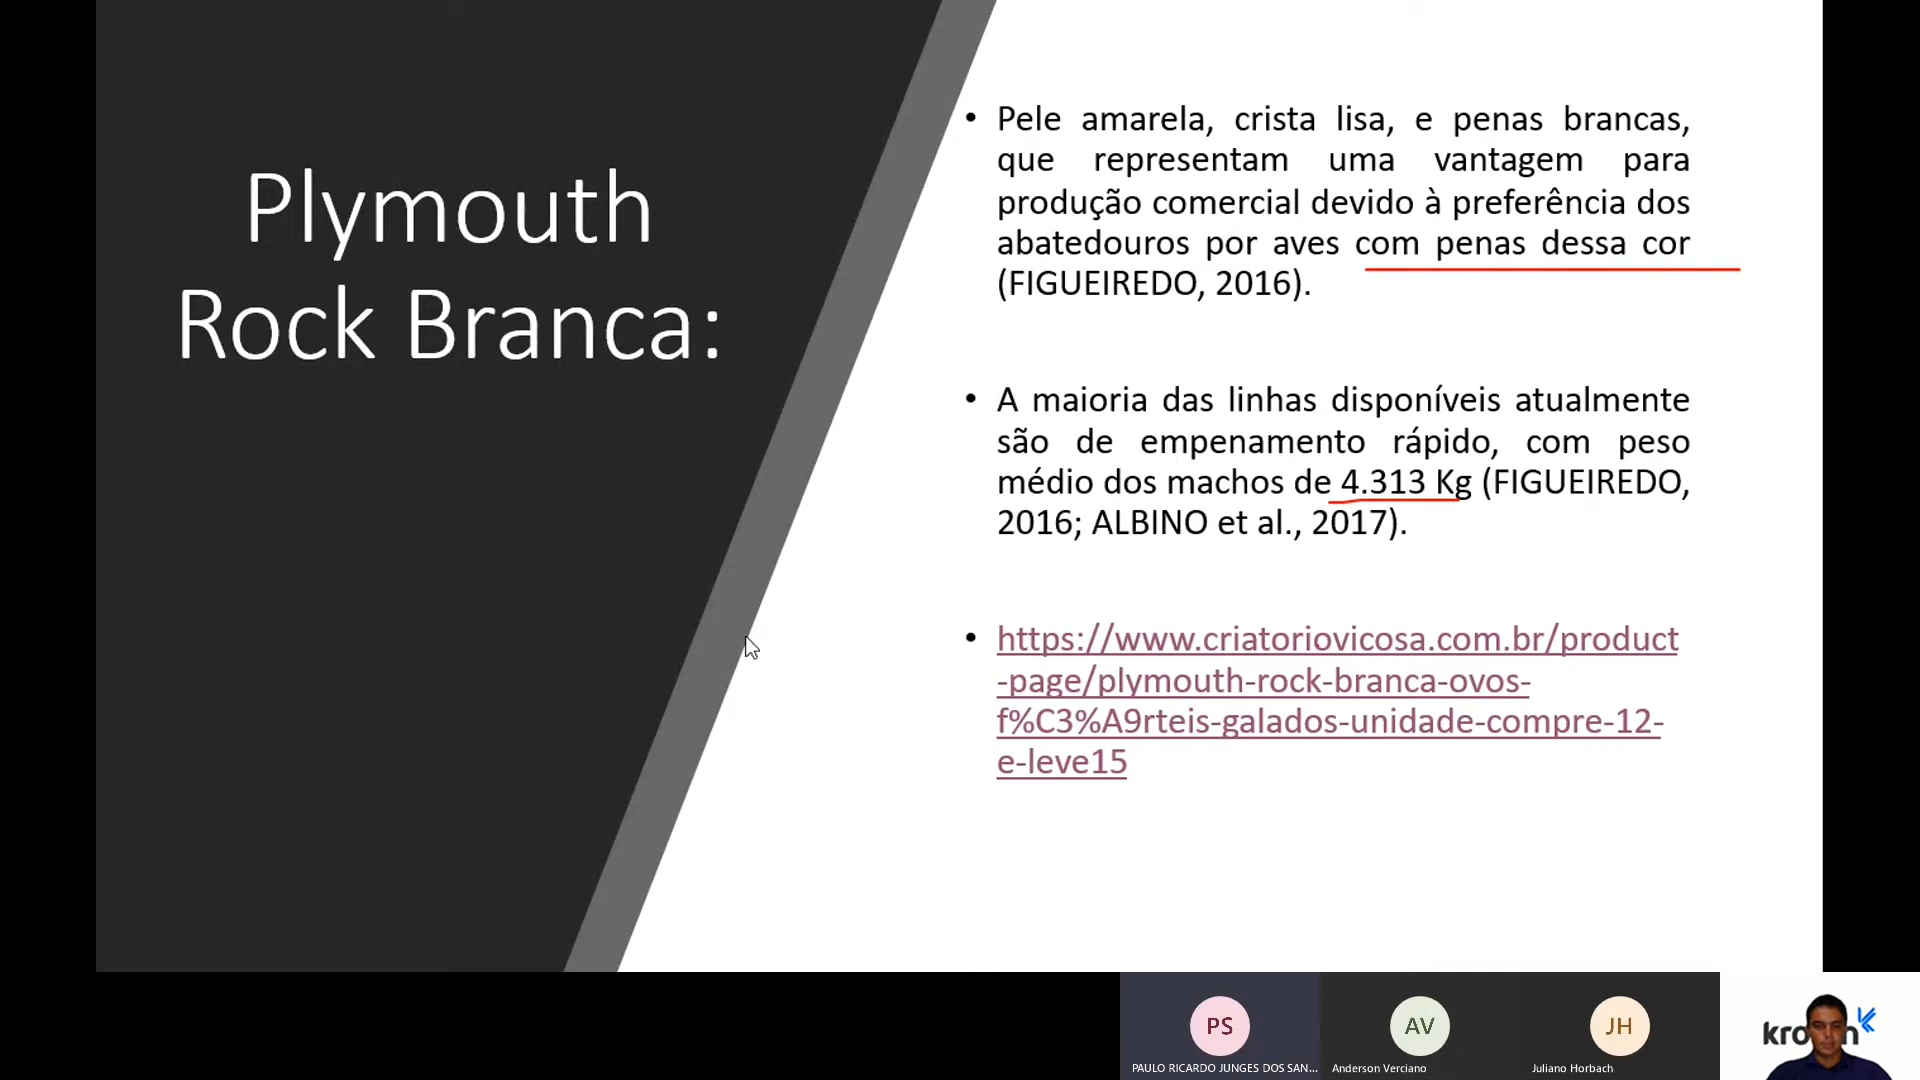 Plymouth
Rock Branca:
• Pele amarela, crista lisa, e penas brancas,
que representam uma vantagem para
produção comercial devido à preferência dos
abatedouros por aves com penas dessa cor
(FIGUEIREDO, 2016).
• A maioria das linhas disponíveis atualmente
são de empenamento rápido, com peso
médio dos machos de 4.313 Kg (FIGUEIREDO,
2016; ALBINO et al., 2017).
• https://www.criatoriovicosa.com.br/product
-page/plymouth-rock-branca-ovos-
f%C3%A9rteis-galados-unidade-compre-12-
e-leve15
PS
PAULO RICARDO JUNGES DOS SAN...
AV
Anderson Verciano
JH
Juliano Horbach